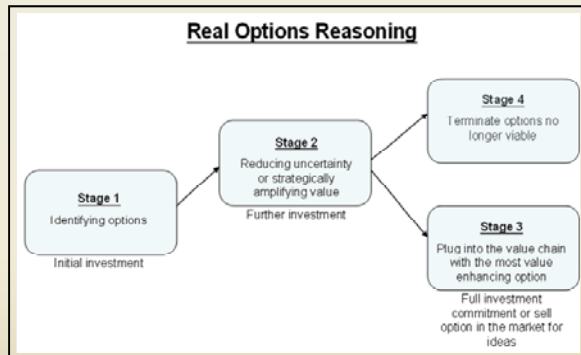 Real Options Reasoning
Stage 1
Identifying options
Initial investment
Stage 2
Reducing uncertainty
or strategically
amplifying value
Further investment
Stage 4
Terminate options no
longer viable
Stage 3
Plug into the value chain
with the most value
enhancing option
Full investment
commitment or sell
option in the market for
ideas